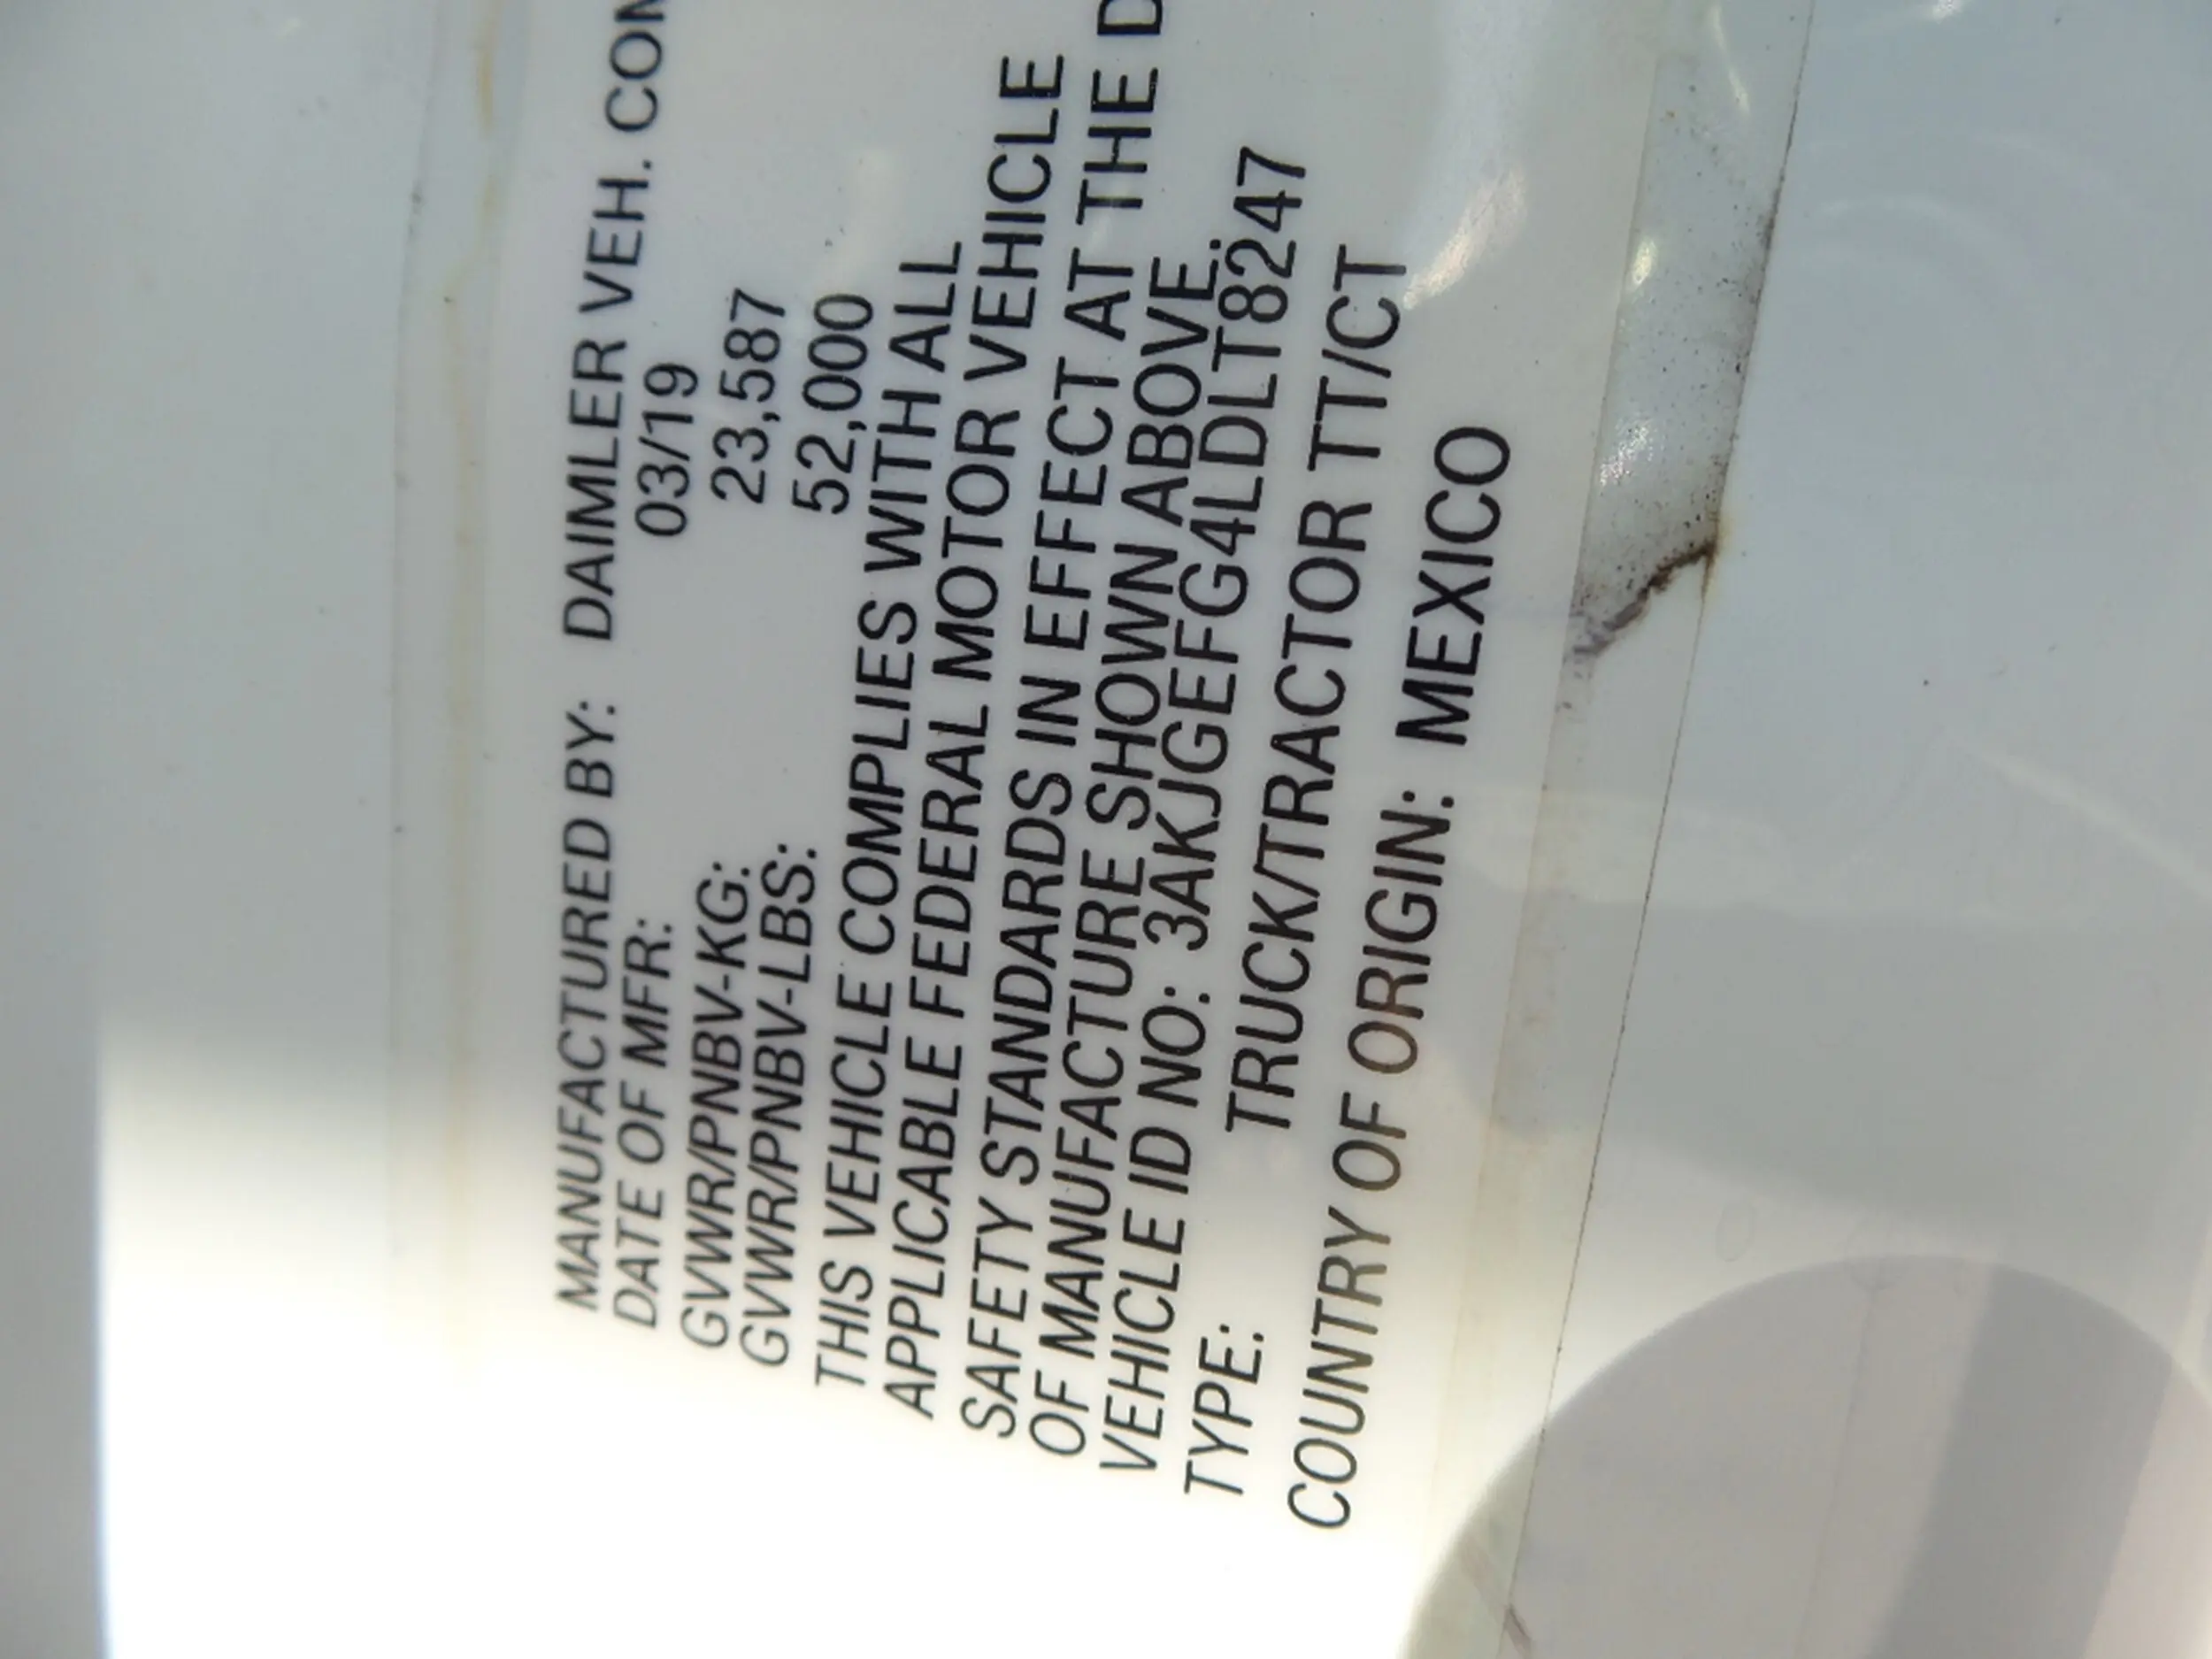 MANUFACTURED BY: DAIMLER VEH. COM
DATE OF MFR: 03/19
GVWR/PNBV-KG: 23,587
GVWR/PNBV-LBS: 52,000
THIS VEHICLE COMPLIES WITH ALL
APPLICABLE FEDERAL MOTOR VEHICLE
SAFETY STANDARDS IN EFFECT AT THE D
OF MANUFACTURE SHOWN ABOVE.
VEHICLE ID NO: 3AKJGEFG4LDLT8247
TYPE: TRUCK/TRACTOR TT/CT
COUNTRY OF ORIGIN: MEXICO